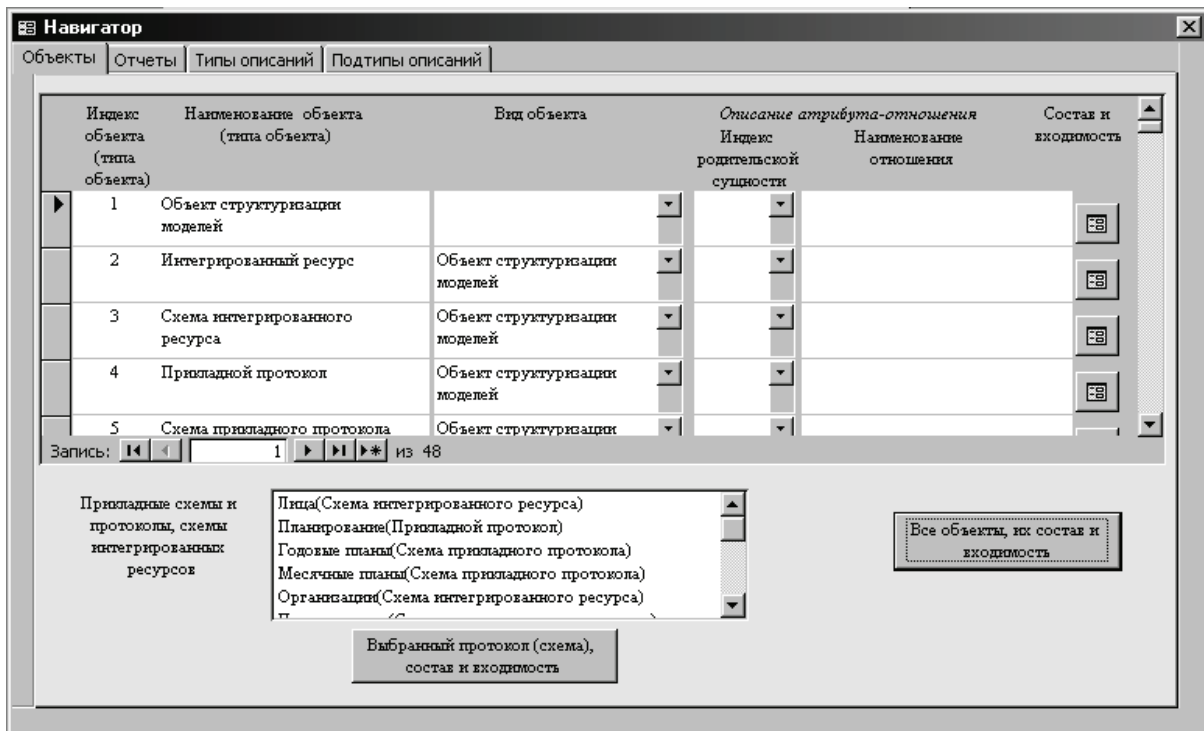 Навигатор
Объекты Отчеты Типы описаний Подтипы описаний
Индекс объекта (типа объекта) Наименование объекта (типа объекта) Вид объекта Описание атрибута-отношения Индекс родительской сущности Наименование отношения Состав и входимость
1 Объект структуризации моделей
2 Интегрированный ресурс Объект структуризации моделей
3 Схема интегрированного ресурса Объект структуризации моделей
4 Прикладной протокол Объект структуризации моделей
5 Схема прикладного протокола Объект структуризации
Запись: 1 из 48
Прикладные схемы и
протоколы, схемы
интегрированных
ресурсов
Лица(Схема интегрированного ресурса)
Планирование(Прикладной протокол)
Годовые планы(Схема прикладного протокола)
Месячные планы(Схема прикладного протокола)
Организации(Схема интегрированного ресурса)
Все объекты, их состав и
входимость
Выбранный протокол (схема),
состав и входимость